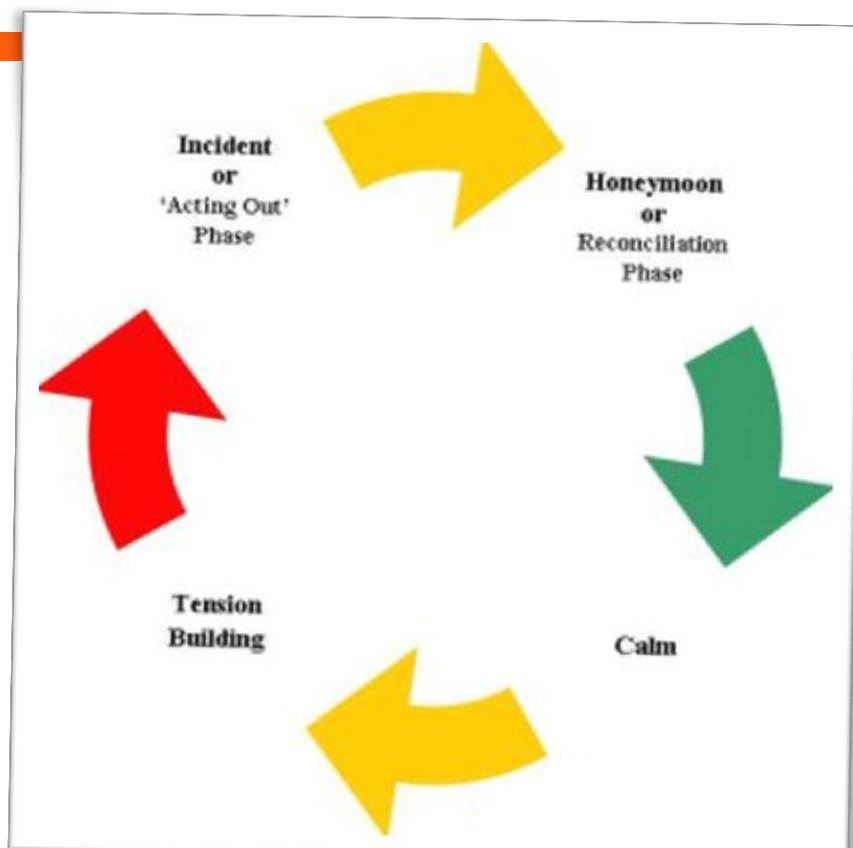 Incident
or
‘Acting Out’
Phase
Honeymoon
or
Reconciliation
Phase
Tension
Building
Calm